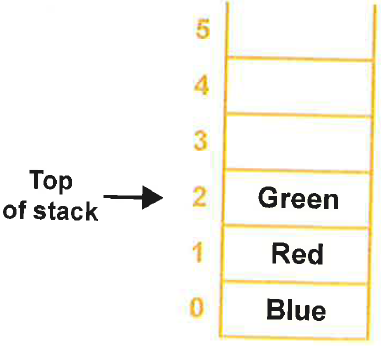 5
4
3
Top
of stack
2 Green
1 Red
0 Blue